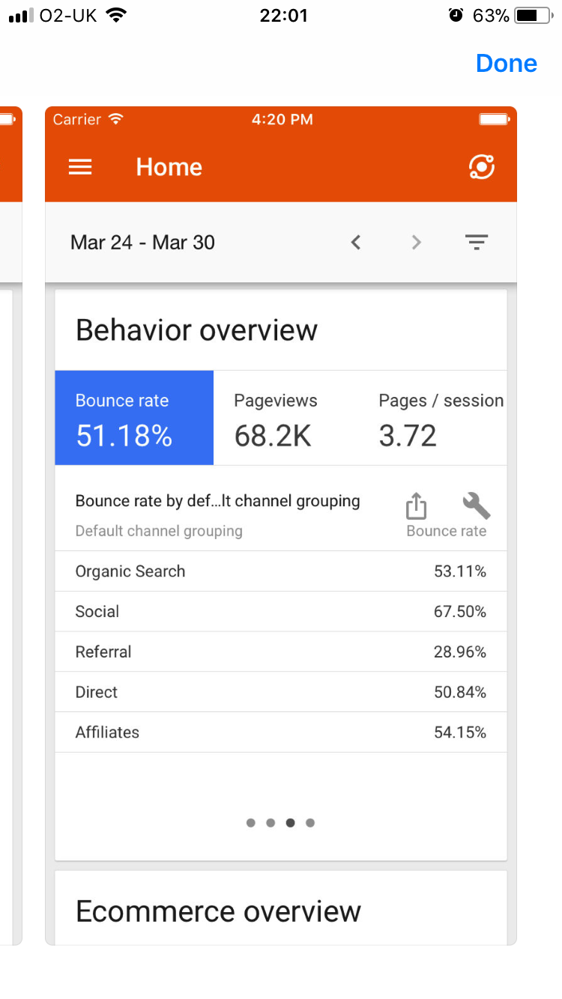 O2-UK 22:01 63%
Done
Carrier 4:20 PM
Home
Mar 24 - Mar 30
Behavior overview
Bounce rate Pageviews Pages / session
51.18% 68.2K 3.72
Bounce rate by def...lt channel grouping
Default channel grouping Bounce rate
Organic Search 53.11%
Social 67.50%
Referral 28.96%
Direct 50.84%
Affiliates 54.15%
Ecommerce overview